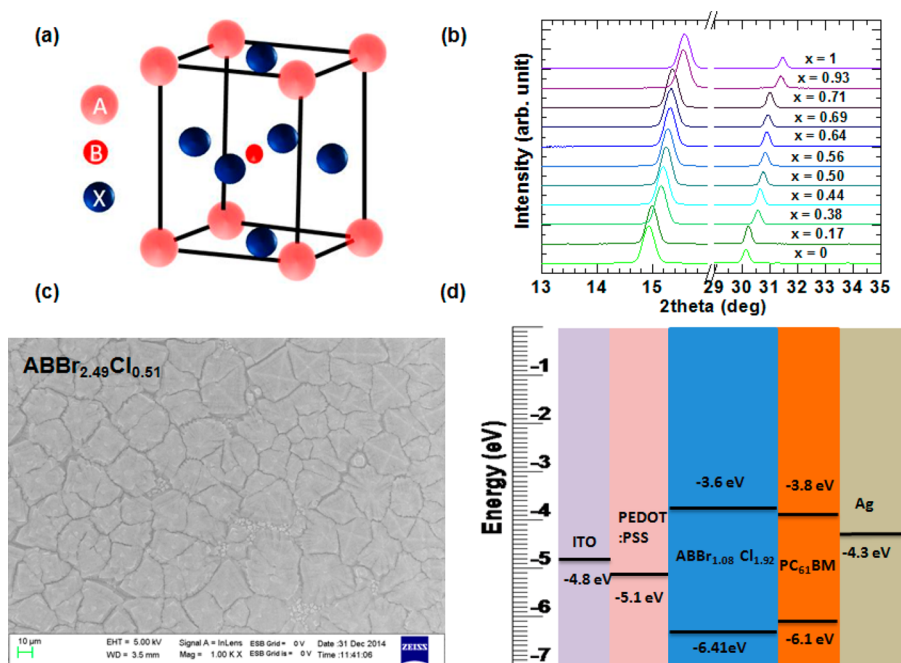 (a)
A
B
X
(b)
Intensity (arb. unit)
x = 1
x = 0.93
x = 0.71
x = 0.69
x = 0.64
x = 0.56
x = 0.50
x = 0.44
x = 0.38
x = 0.17
x = 0
13 14 15 16 29 30 31 32 33 34 35
2theta (deg)
(c)
ABBr2.49Cl0.51
10 µm
EHT = 5.00 kV
WD = 3.5 mm
Signal A = InLens
Mag = 1.00 K X
ESB Grid = 0 V
ESB Grid is = 0 V
Date :31 Dec 2014
Time :11:41:06
ZEISS
(d)
Energy (eV)
-1
-2
-3
-4
-5
-6
-7
ITO
-4.8 eV
PEDOT
:PSS
-5.1 eV
-3.6 eV
ABBr1.08 Cl1.92
-6.41eV
-3.8 eV
PC61BM
-6.1 eV
Ag
-4.3 eV